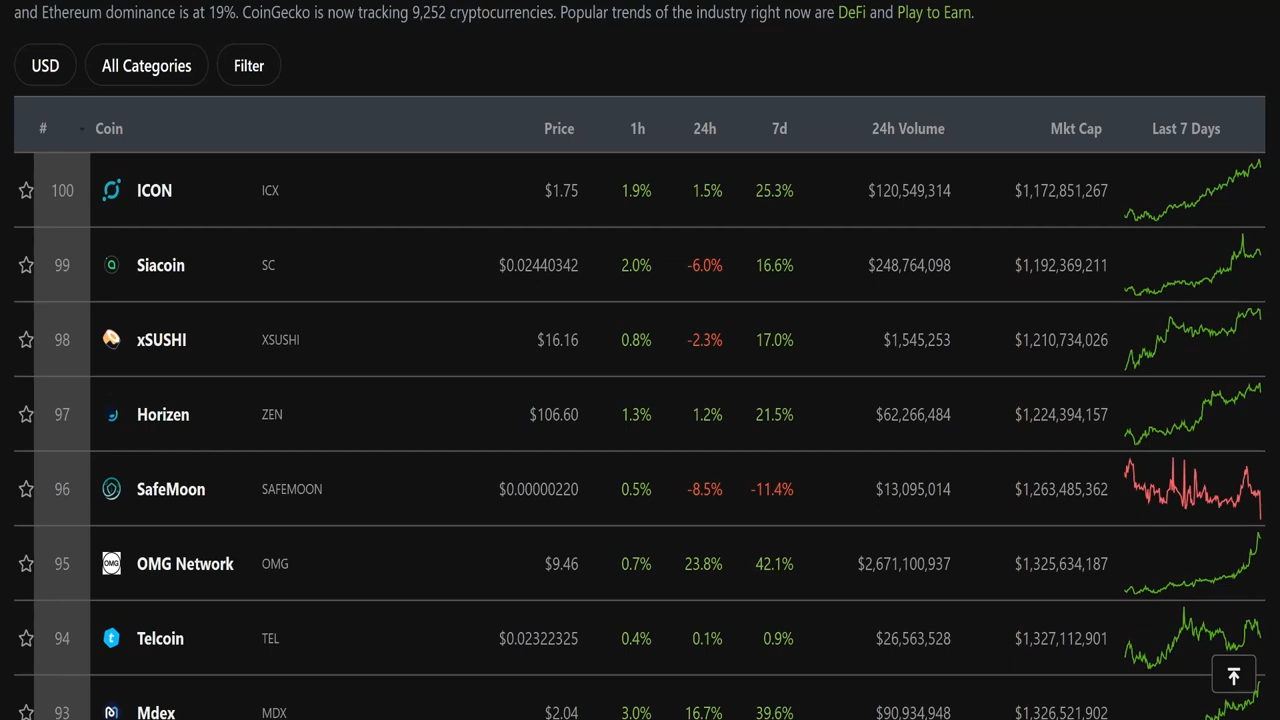 and Ethereum dominance is at 19%. CoinGecko is now tracking 9,252 cryptocurrencies. Popular trends of the industry right now are DeFi and Play to Earn.
USD All Categories Filter
# Coin Price 1h 24h 7d 24h Volume Mkt Cap Last 7 Days
100 ICON ICX $1.75 1.9% 1.5% 25.3% $120,549,314 $1,172,851,267
99 Siacoin SC $0.02440342 2.0% -6.0% 16.6% $248,764,098 $1,192,369,211
98 xSUSHI XSUSHI $16.16 0.8% -2.3% 17.0% $1,545,253 $1,210,734,026
97 Horizen ZEN $106.60 1.3% 1.2% 21.5% $62,266,484 $1,224,394,157
96 SafeMoon SAFEMOON $0.00000220 0.5% -8.5% -11.4% $13,095,014 $1,263,485,362
95 OMG OMG Network OMG $9.46 0.7% 23.8% 42.1% $2,671,100,937 $1,325,634,187
94 Telcoin TEL $0.02322325 0.4% 0.1% 0.9% $26,563,528 $1,327,112,901
93 Mdex MDX $2.04 3.0% 16.7% 39.6% $90,934,948 $1,326,521,902